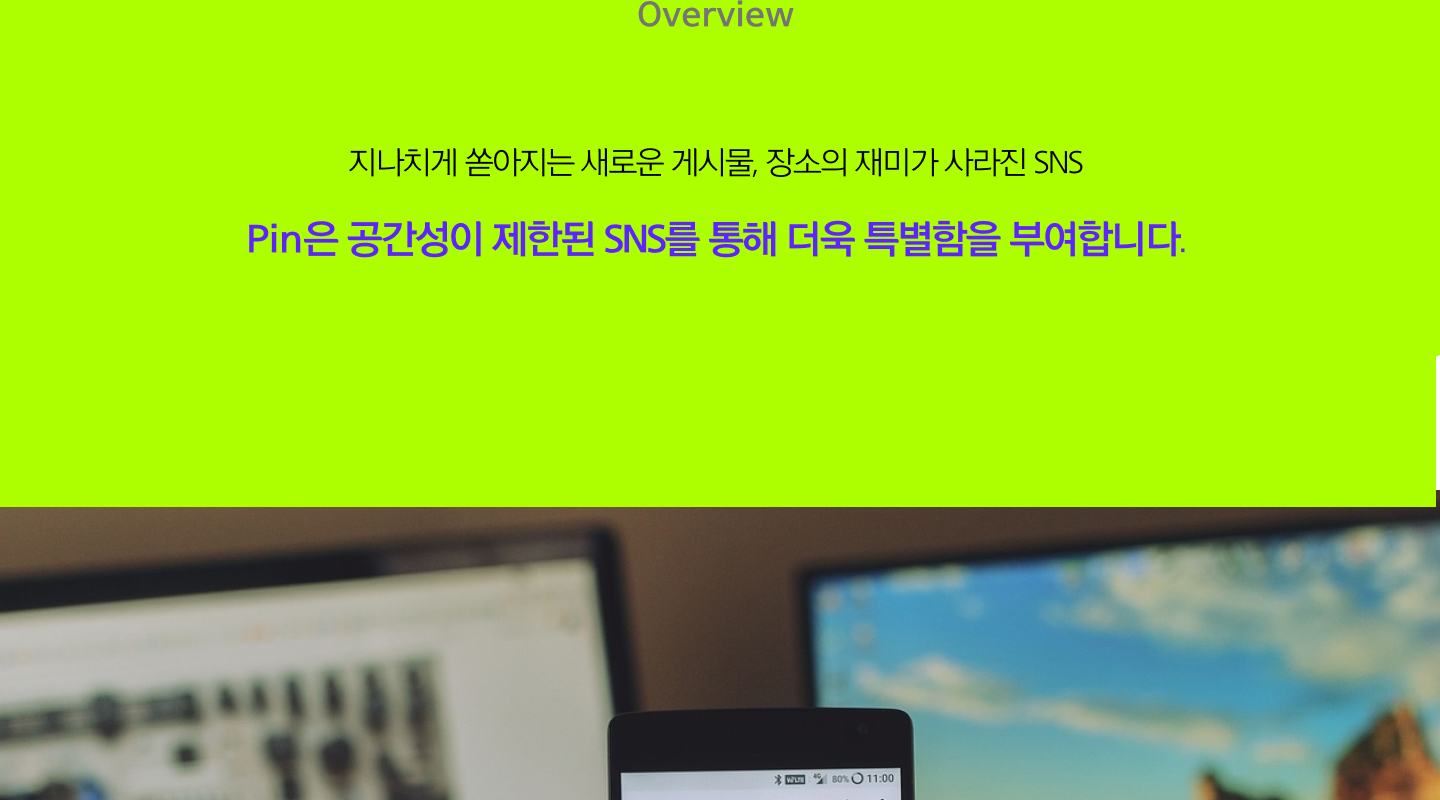 Overview
지나치게 쏟아지는 새로운 게시물, 장소의 재미가 사라진 SNS
Pin은 공간성이 제한된 SNS를 통해 더욱 특별함을 부여합니다.
VoLTE 4G 80% 11:00